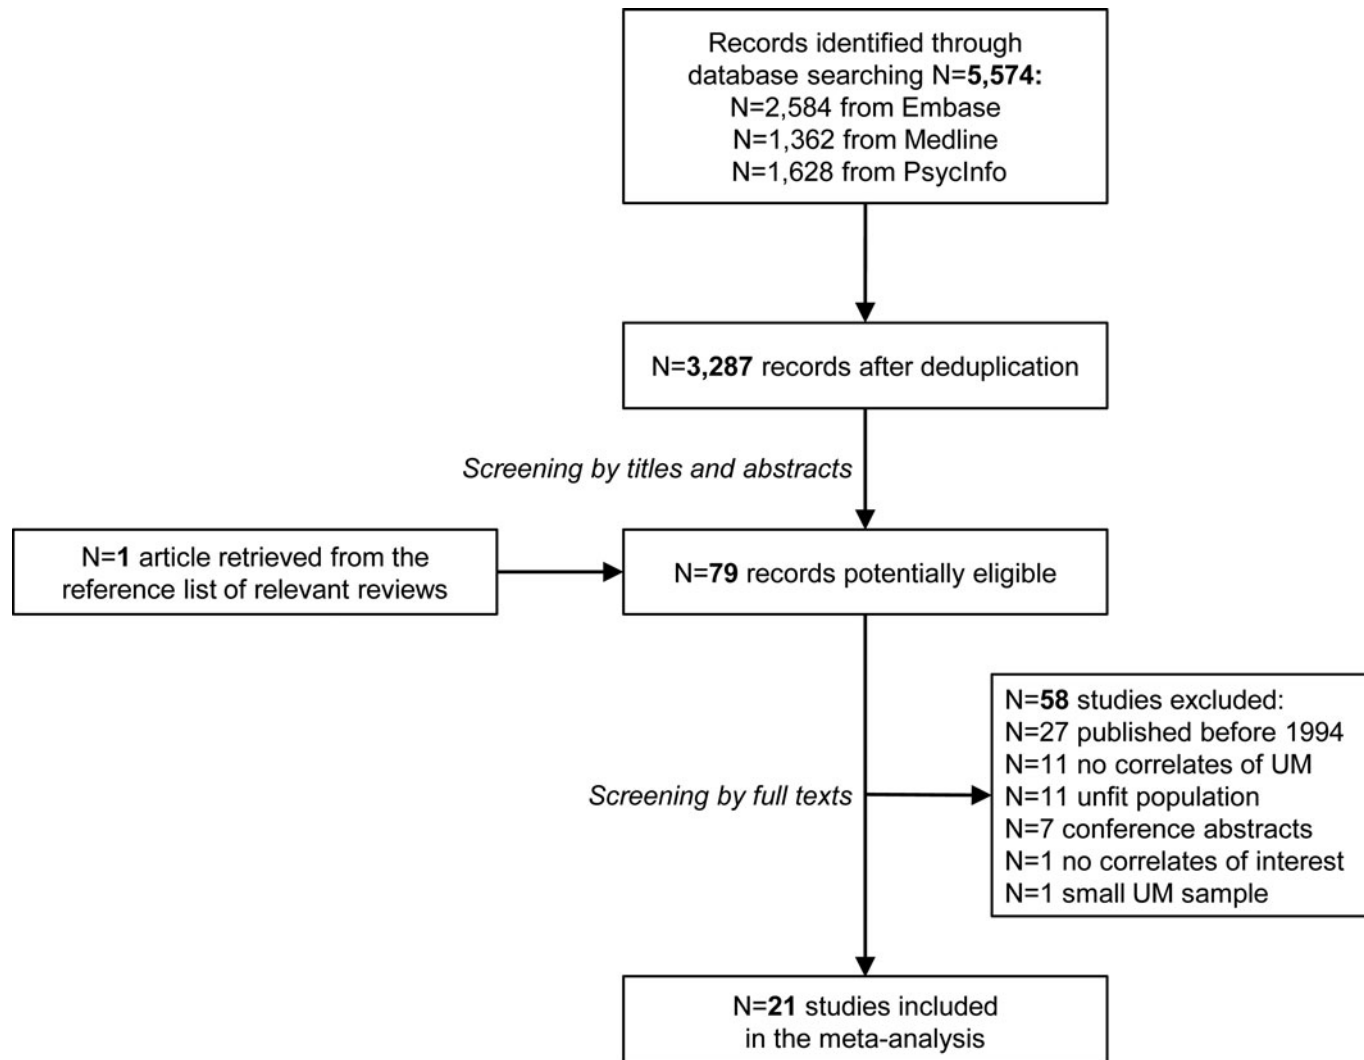 Records identified through
database searching N=5,574:
N=2,584 from Embase
N=1,362 from Medline
N=1,628 from PsycInfo
N=3,287 records after deduplication
Screening by titles and abstracts
N=1 article retrieved from the
reference list of relevant reviews
N=79 records potentially eligible
N=58 studies excluded:
N=27 published before 1994
N=11 no correlates of UM
N=11 unfit population
N=7 conference abstracts
N=1 no correlates of interest
N=1 small UM sample
Screening by full texts
N=21 studies included
in the meta-analysis